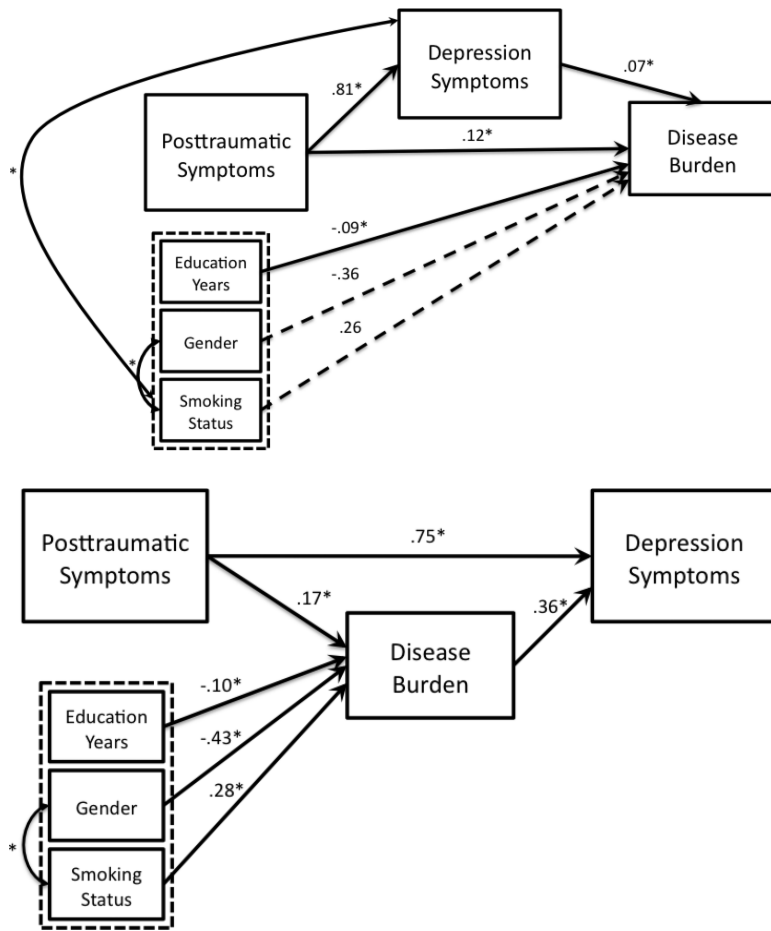 Depression
Symptoms
.07*
.81*
Posttraumatic
Symptoms
.12*
Disease
Burden
*
-.09*
Education
Years
-.36
Gender
.26
*
Smoking
Status
Posttraumatic
Symptoms
.75*
Depression
Symptoms
.17*
.36*
Disease
Burden
-.10*
Education
Years
-.43*
Gender
.28*
*
Smoking
Status